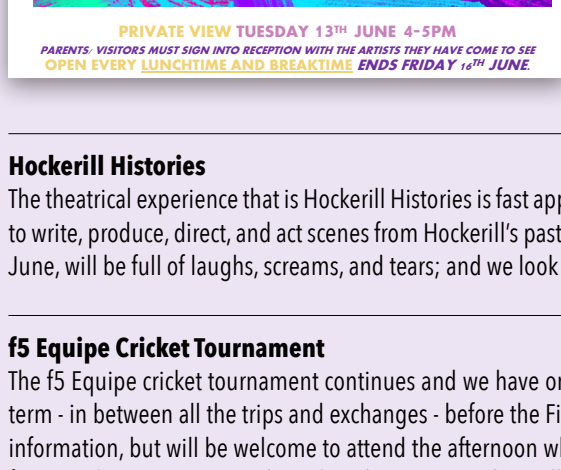 PRIVATE VIEW TUESDAY 13TH JUNE 4-5PM
PARENTS/ VISITORS MUST SIGN INTO RECEPTION WITH THE ARTISTS THEY HAVE COME TO SEE
OPEN EVERY LUNCHTIME AND BREAKTIME ENDS FRIDAY 16TH JUNE.
Hockerill Histories
The theatrical experience that is Hockerill Histories is fast app
to write, produce, direct, and act scenes from Hockerill's past
June, will be full of laughs, screams, and tears; and we look
f5 Equipe Cricket Tournament
The f5 Equipe cricket tournament continues and we have or
term - in between all the trips and exchanges - before the Fi
information, but will be welcome to attend the afternoon wh